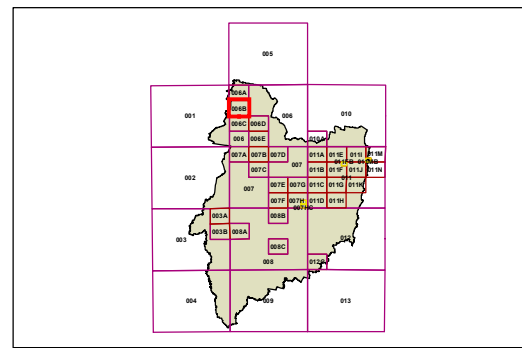 005
006A
001 006B 006 010
006C 006D
006 006E 010A
007A 007B 007D 007 011A 011E 011I 011M
002 007C 011B 011F 011J 011N
007 007E 007G 011C 011G 011K 011
007F 007H 011D 011H
003A 008B
003 003B 008A 012
008C
008
004 009 013